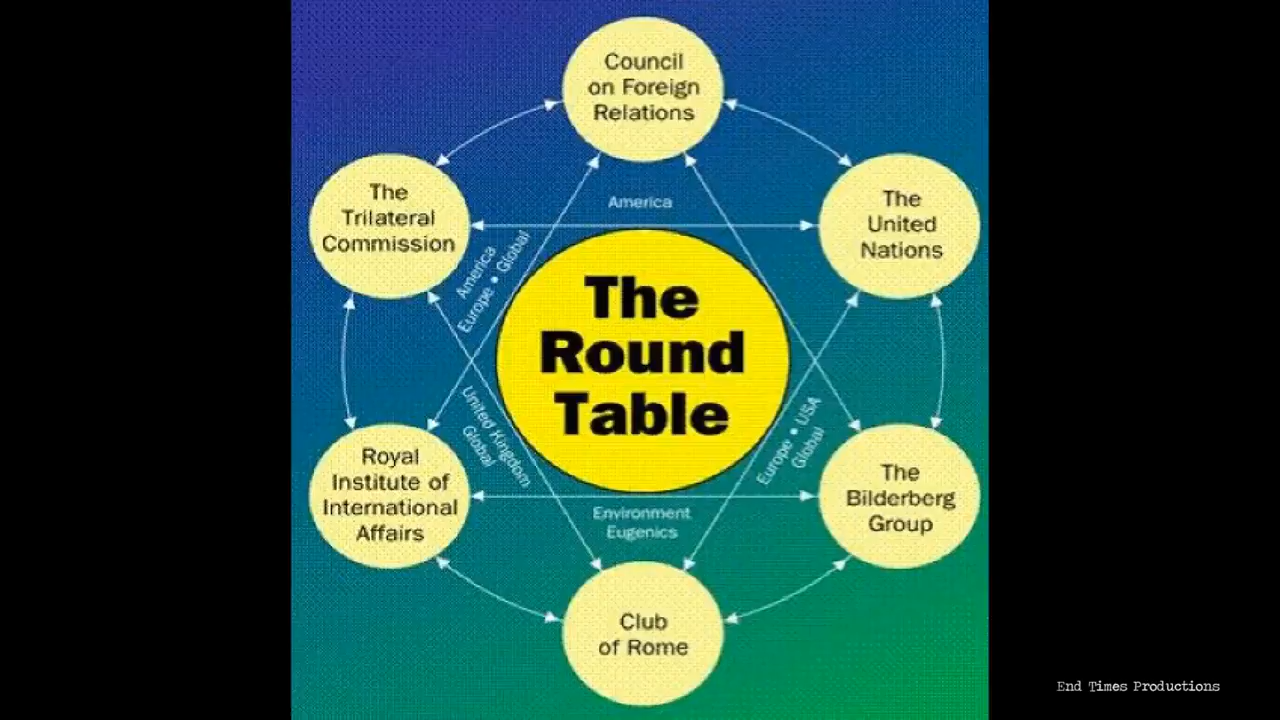 Council
on Foreign
Relations
The
Trilateral
Commission
The
United
Nations
America
America
Europe • Global
The
Round
Table
United Kingdom
Global
Europe • USA
Global
Royal
Institute of
International
Affairs
The
Bilderberg
Group
Environment
Eugenics
Club
of Rome
End Times Productions